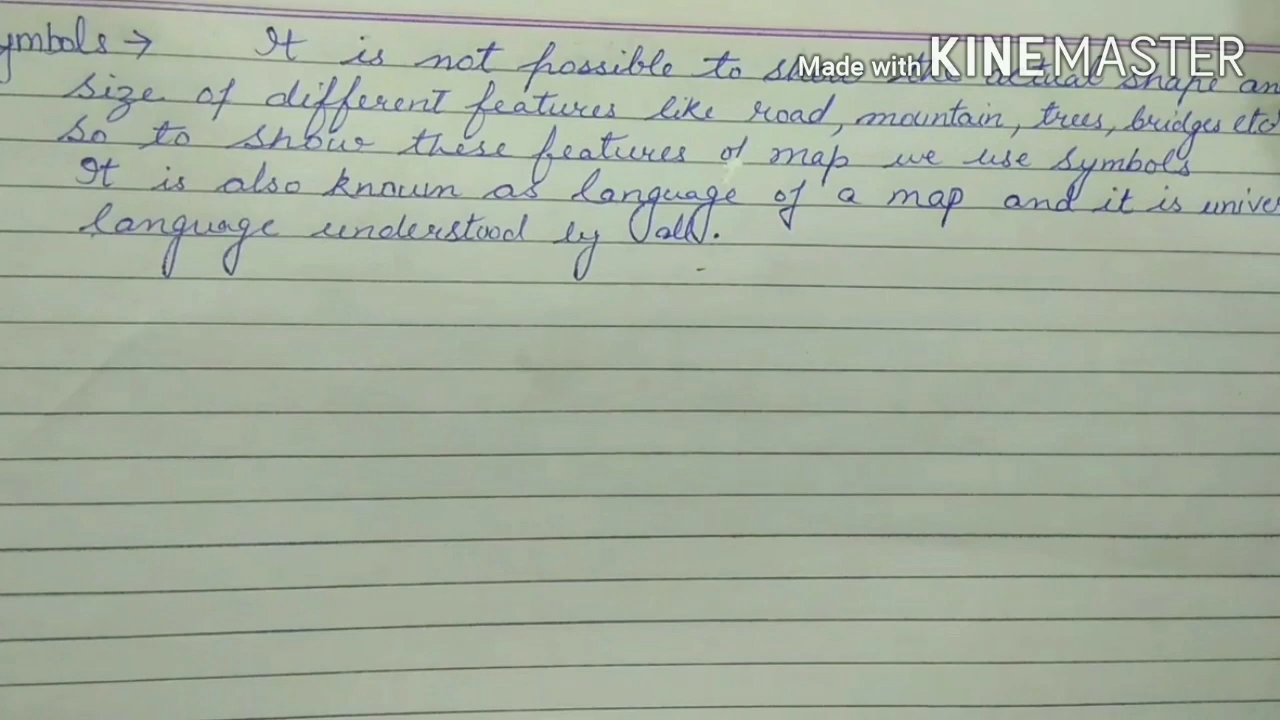 ymbols → It is not possible to show the actual shape an
size of different features like road, mountain, trees, bridges etc.
so to show these features of map we use symbols
It is also known as language of a map and it is univer
language understood by all.
Made with KINEMASTER